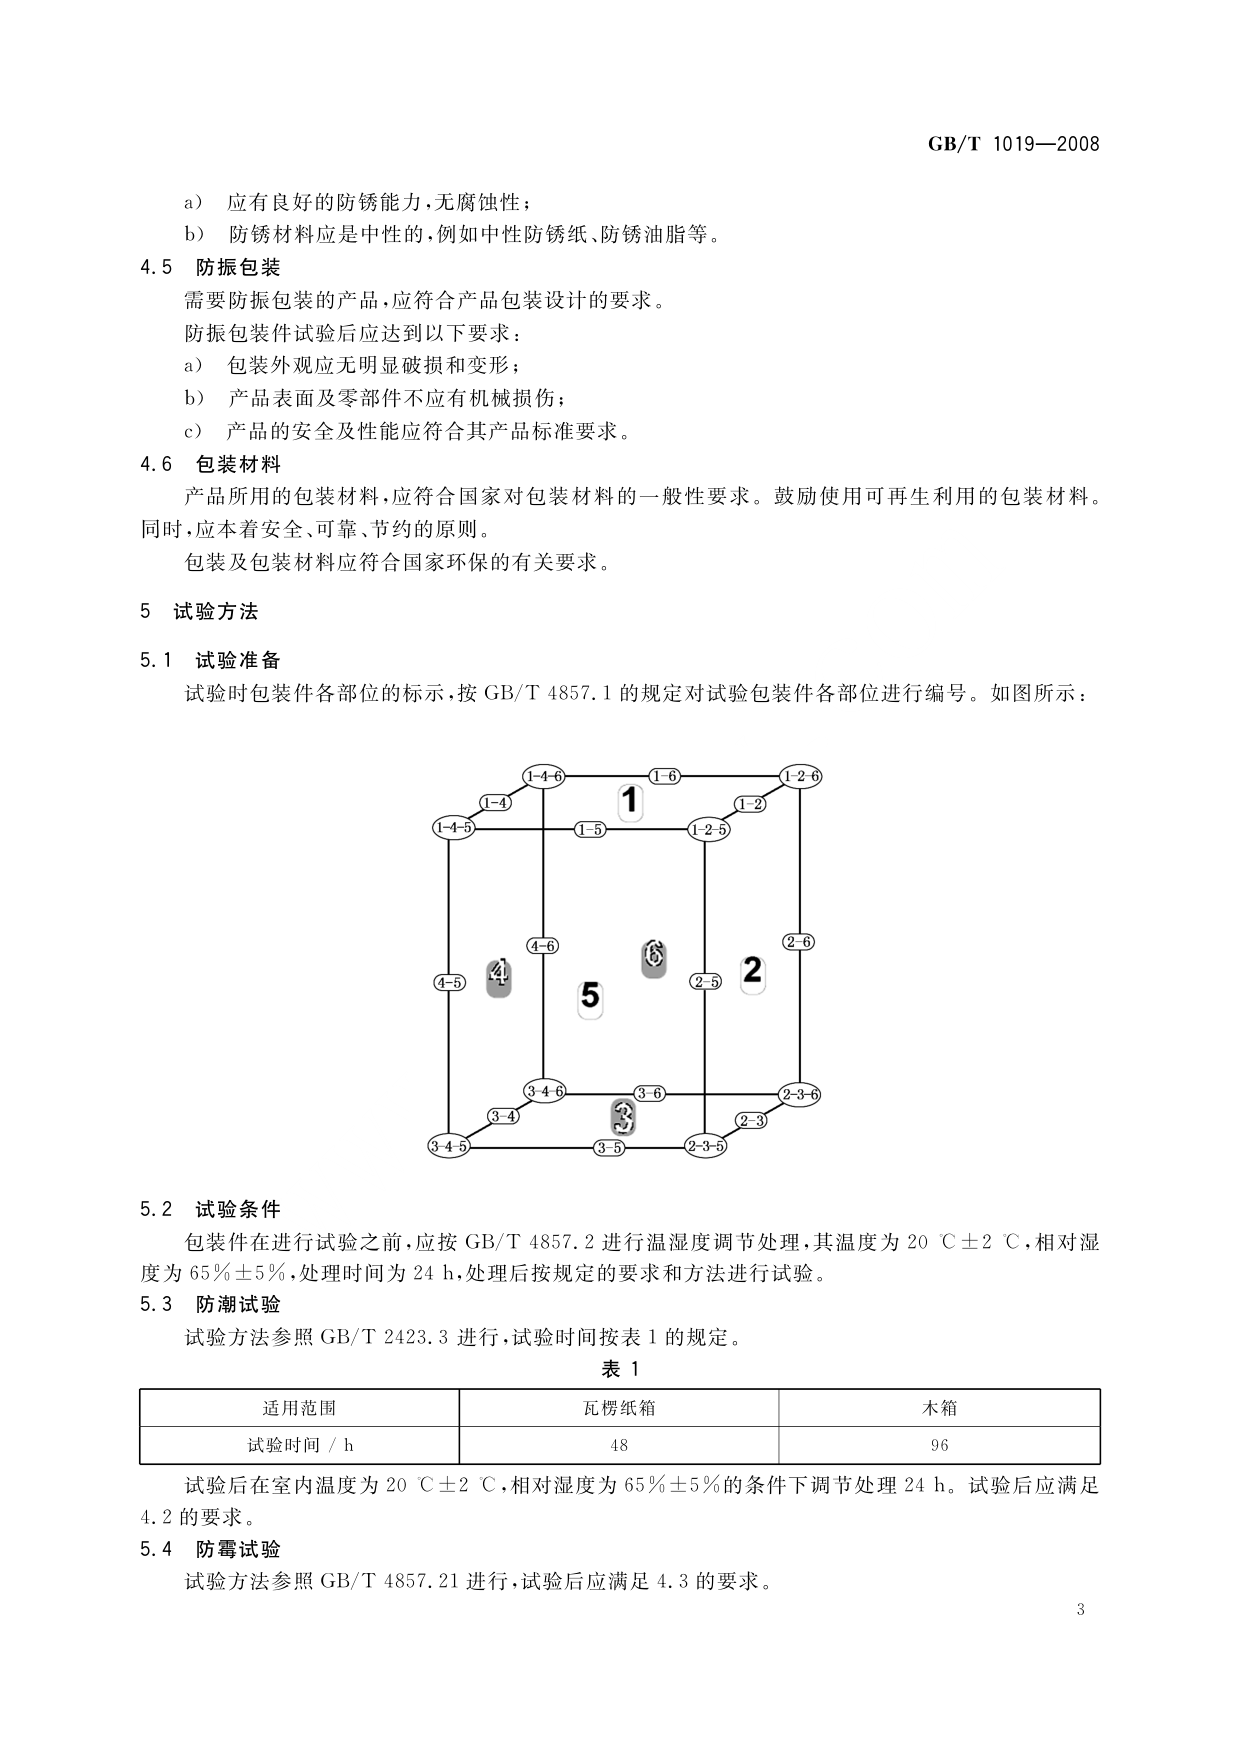 GB/T 1019—2008
a) 应有良好的防锈能力,无腐蚀性;
b) 防锈材料应是中性的,例如中性防锈纸、防锈油脂等。
4.5 防振包装
需要防振包装的产品,应符合产品包装设计的要求。
防振包装件试验后应达到以下要求:
a) 包装外观应无明显破损和变形;
b) 产品表面及零部件不应有机械损伤;
c) 产品的安全及性能应符合其产品标准要求。
4.6 包装材料
产品所用的包装材料,应符合国家对包装材料的一般性要求。鼓励使用可再生利用的包装材料。
同时,应本着安全、可靠、节约的原则。
包装及包装材料应符合国家环保的有关要求。
5 试验方法
5.1 试验准备
试验时包装件各部位的标示,按 GB/T 4857.1 的规定对试验包装件各部位进行编号。如图所示:
1-4-6 1-6 1-2-6
1-4 1 1-2
1-4-5 1-5 1-2-5
4-6 6 2-6
4-5 4 5 2-5 2
3-4-6 3-6 2-3-6
3-4 3 2-3
3-4-5 3-5 2-3-5
5.2 试验条件
包装件在进行试验之前,应按 GB/T 4857.2 进行温湿度调节处理,其温度为 20 ℃±2 ℃,相对湿
度为 65%±5%,处理时间为 24 h,处理后按规定的要求和方法进行试验。
5.3 防潮试验
试验方法参照 GB/T 2423.3 进行,试验时间按表 1 的规定。
表 1
适用范围 瓦楞纸箱 木箱
试验时间 / h 48 96
试验后在室内温度为 20 ℃±2 ℃,相对湿度为 65%±5%的条件下调节处理 24 h。试验后应满足
4.2 的要求。
5.4 防霉试验
试验方法参照 GB/T 4857.21 进行,试验后应满足 4.3 的要求。
3